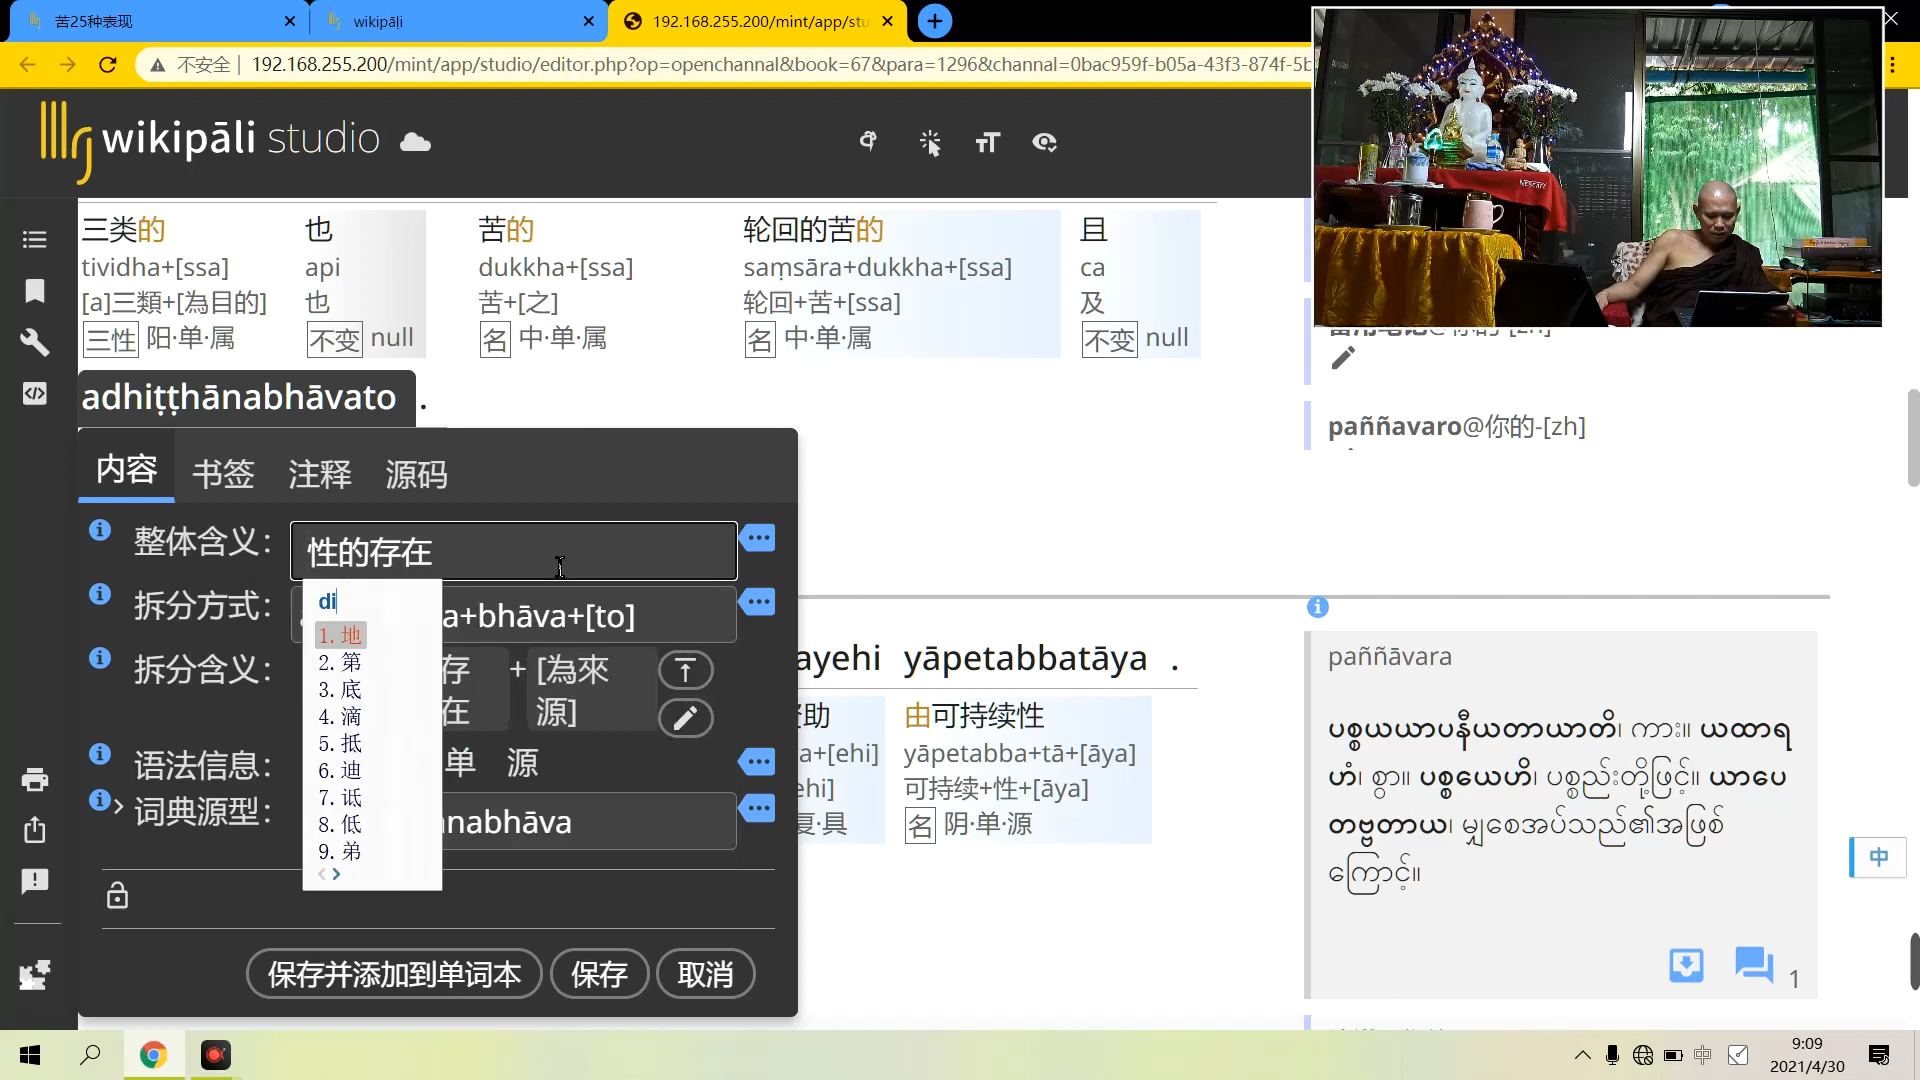 苦25种表现
wikipāḷi
192.168.255.200/mint/app/stu
不安全
192.168.255.200/mint/app/studio/editor.php?op=openchannal&book=67&para=1296&channal=0bac959f-b05a-43f3-874f-5b
wikipāli studio
三类的 也 苦的 轮回的苦的 且
tividha+[ssa] api dukkha+[ssa] saṃsāra+dukkha+[ssa] ca
[a]三類+[為目的] 也 苦+[之] 轮回+苦+[ssa] 及
三性 阳·单·属 不变 null 名 中·单·属 名 中·单·属 不变 null
adhiṭṭhānabhāvato .
paññavaro@你的-[zh]
内容 书签 注释 源码
整体含义: 性的存在
di
1.地
2.第
3.底
4.滴
5.抵
6.迪
7.诋
8.低
9.弟
拆分方式: a+bhāva+[to]
拆分含义: 存在 + [為來源]
语法信息: 单 源
词典源型: nabhāva
保存并添加到单词本 保存 取消
ayehi yāpetabbatāya .
助 由可持续性
a+[ehi] yāpetabba+tā+[āya]
ehi] 可持续+性+[āya]
复·具 名 阴·单·源
paññāvara
ပစ္စယယာပနီယတာယာတိ၊ ကား။ ယထာရ
ဟံ၊ စွာ။ ပစ္စယေဟိ၊ ပစ္စည်းတို့ဖြင့်။ ယာပေ
တဗ္ဗတာယ၊ မျှစေအပ်သည်၏အဖြစ်
ကြောင့်။
1
中
NESCAFÉ
中
9:09
2021/4/30